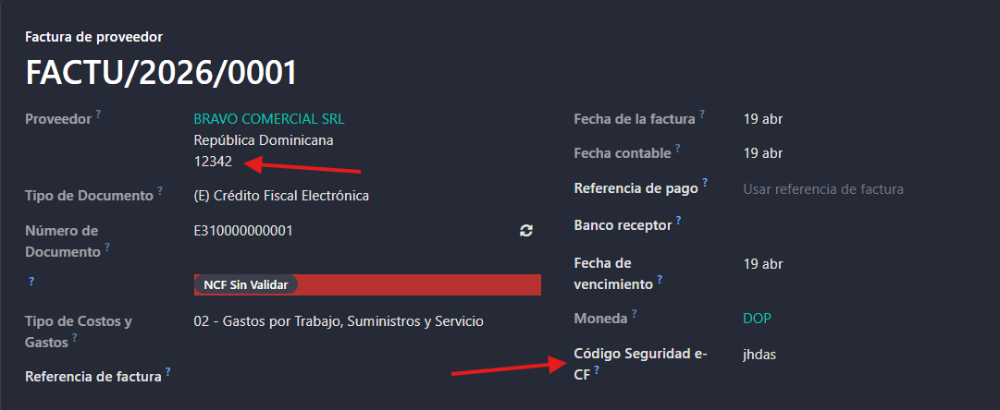 Factura de proveedor
FACTU/2026/0001
Proveedor ?
BRAVO COMERCIAL SRL
República Dominicana
12342
Tipo de Documento ?
(E) Crédito Fiscal Electrónica
Número de
Documento ?
E310000000001
?
NCF Sin Validar
Tipo de Costos y
Gastos ?
02 - Gastos por Trabajo, Suministros y Servicio
Referencia de factura ?
Fecha de la factura ?
19 abr
Fecha contable ?
19 abr
Referencia de pago ?
Usar referencia de factura
Banco receptor ?
Fecha de
vencimiento ?
19 abr
Moneda ?
DOP
Código Seguridad e-
CF ?
jhdas